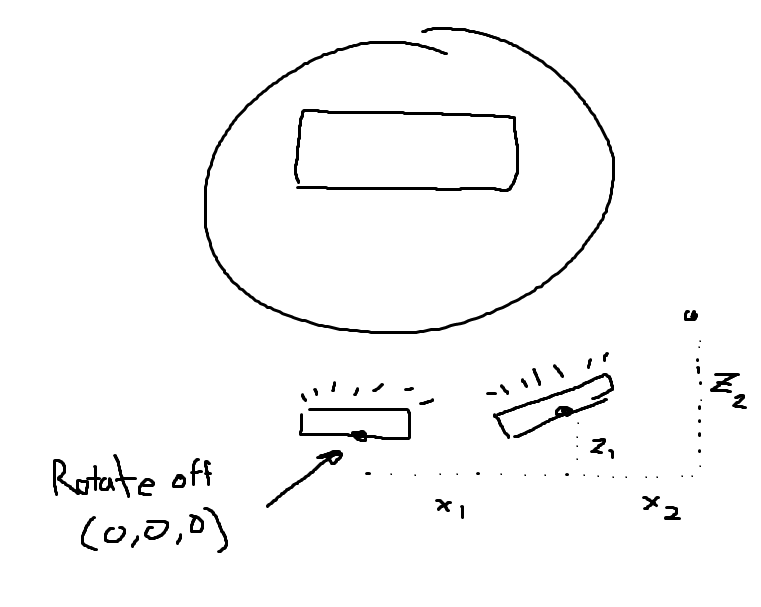 Z2
Z1
x1
x2
Rotate off
(0,0,0)